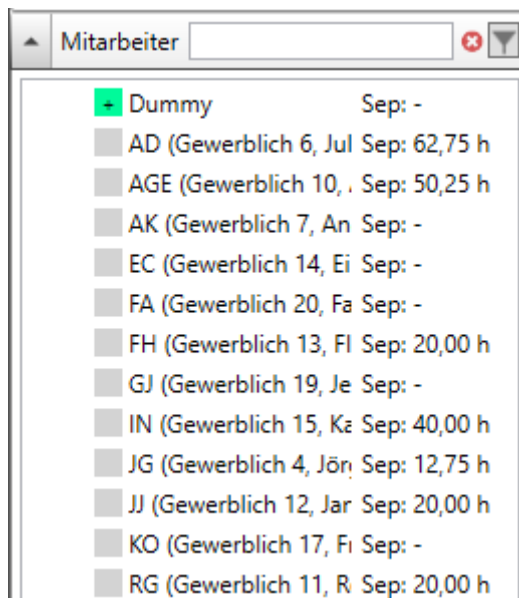 Mitarbeiter
+ Dummy Sep: -
AD (Gewerblich 6, Jul Sep: 62,75 h
AGE (Gewerblich 10, Sep: 50,25 h
AK (Gewerblich 7, An Sep: -
EC (Gewerblich 14, Ei Sep: -
FA (Gewerblich 20, Fa Sep: -
FH (Gewerblich 13, Fl Sep: 20,00 h
GJ (Gewerblich 19, Je Sep: -
IN (Gewerblich 15, Ka Sep: 40,00 h
JG (Gewerblich 4, Jör Sep: 12,75 h
JJ (Gewerblich 12, Jar Sep: 20,00 h
KO (Gewerblich 17, Fr Sep: -
RG (Gewerblich 11, R Sep: 20,00 h